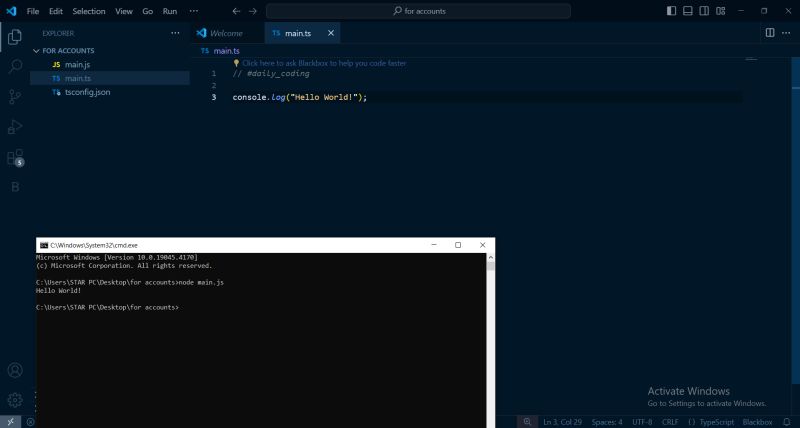 File Edit Selection View Go Run ··· for accounts
EXPLORER ···
FOR ACCOUNTS
JS main.js
TS main.ts
TS tsconfig.json
5
B
Welcome
TS main.ts
TS main.ts
Click here to ask Blackbox to help you code faster
1 // #daily_coding
2
3 console.log("Hello World!");
C:\Windows\System32\cmd.exe
Microsoft Windows [Version 10.0.19045.4170]
(c) Microsoft Corporation. All rights reserved.
C:\Users\STAR PC\Desktop\for accounts>node main.js
Hello World!
C:\Users\STAR PC\Desktop\for accounts>
Activate Windows
Go to Settings to activate Windows.
Ln 3, Col 29 Spaces: 4 UTF-8 CRLF {} TypeScript Blackbox